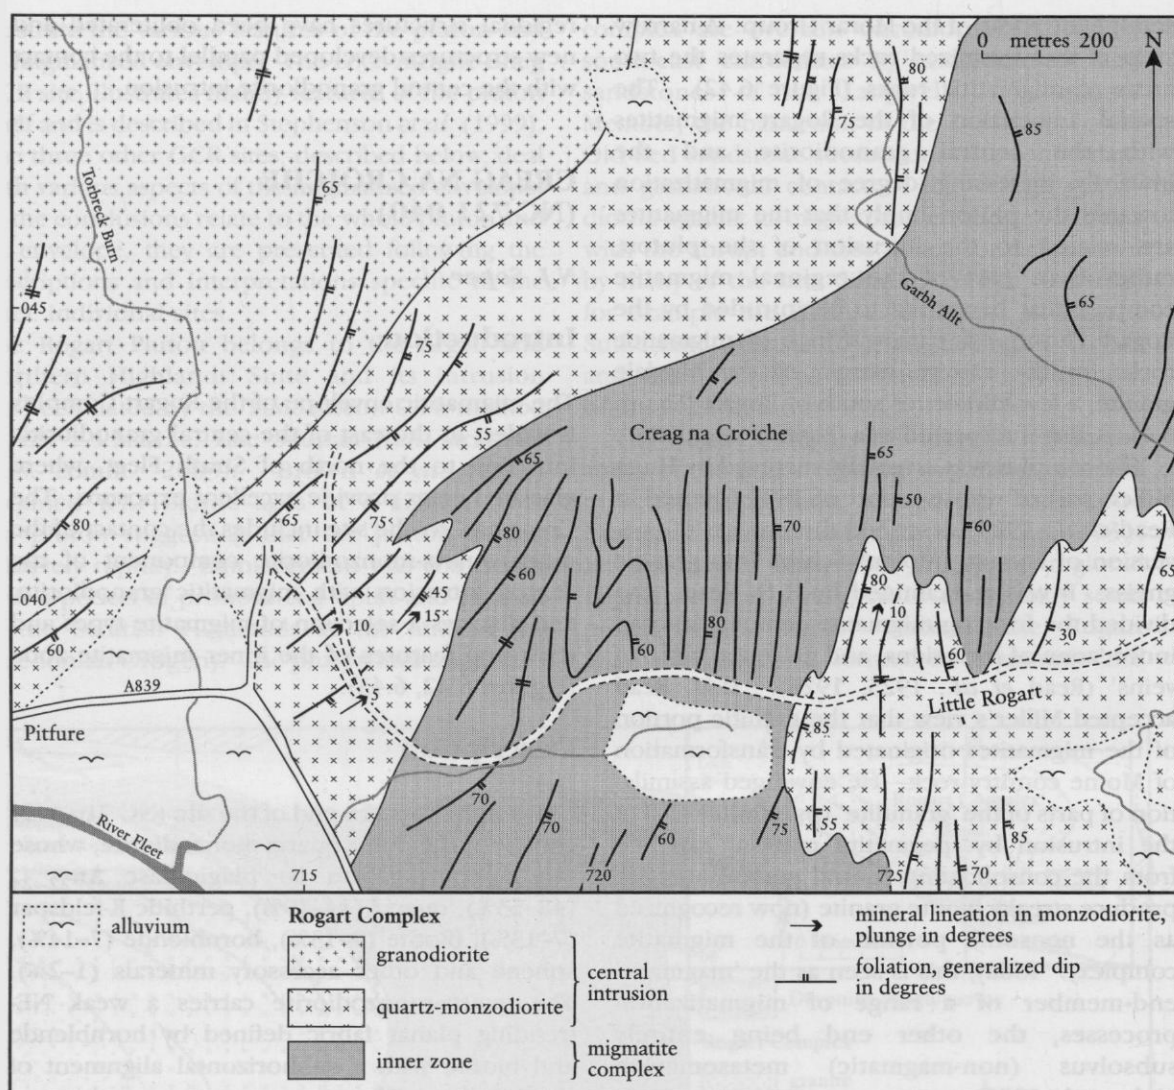 0 metres 200
N
80
75
85
65
65
Torbreck Burn
045
Garbh Allt
75
55
Creag na Croiche
65
65
65
75
50
70
60
80
80
60
65
040
45
15
80
10
10
30
60
60
80
60
5
A839
Little Rogart
Pitfure
85
70
70
60
75
55
85
River Fleet
70
715
720
725
Rogart Complex
alluvium
granodiorite
quartz-monzodiorite
central
intrusion
inner zone
migmatite
complex
mineral lineation in monzodiorite,
plunge in degrees
foliation, generalized dip
in degrees